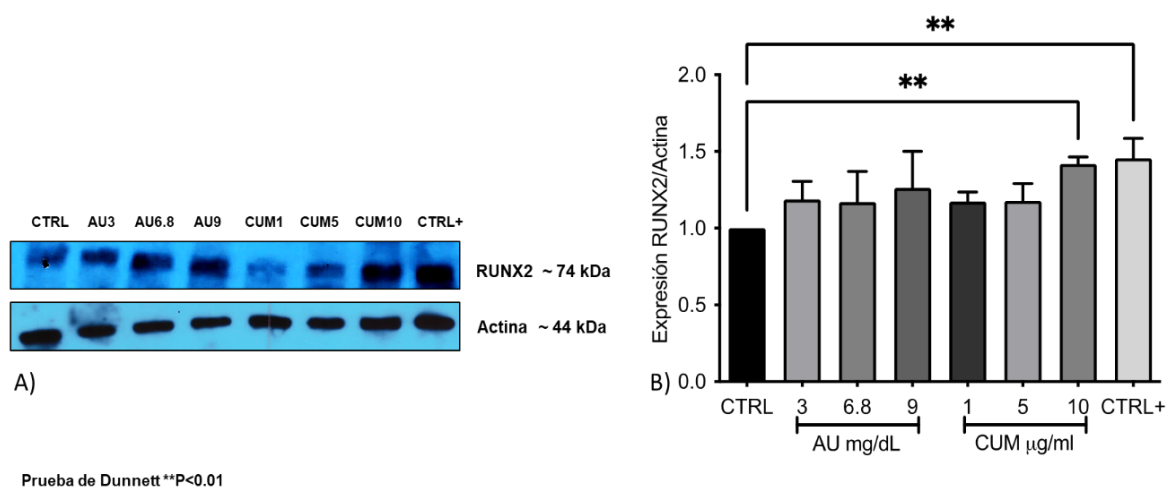 CTRL AU3 AU6.8 AU9 CUM1 CUM5 CUM10 CTRL+
RUNX2 ~ 74 kDa
Actina ~ 44 kDa
A)
Prueba de Dunnett **P<0.01
**
**
2.0
1.5
1.0
0.5
0.0
Expresión RUNX2/Actina
B)
CTRL 3 6.8 9 1 5 10 CTRL+
AU mg/dL CUM μg/ml